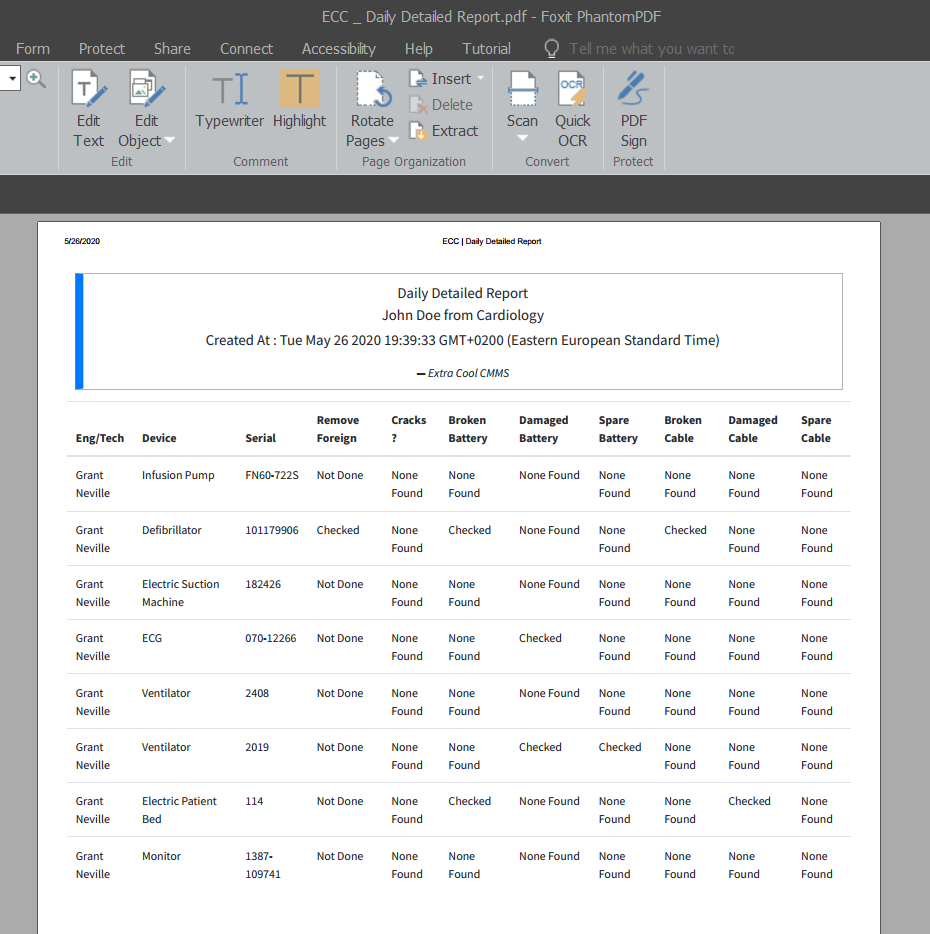 ECC _ Daily Detailed Report.pdf - Foxit PhantomPDF
Form Protect Share Connect Accessibility Help Tutorial Tell me what you want to
Edit Text Edit Object Typewriter Highlight Rotate Pages Insert Delete Extract Scan Quick OCR PDF Sign
Edit Comment Page Organization Convert Protect
5/26/2020 ECC | Daily Detailed Report
Daily Detailed Report
John Doe from Cardiology
Created At : Tue May 26 2020 19:39:33 GMT+0200 (Eastern European Standard Time)
— Extra Cool CMMS
Eng/Tech Device Serial Remove Foreign Cracks ? Broken Battery Damaged Battery Spare Battery Broken Cable Damaged Cable Spare Cable
Grant Neville Infusion Pump FN60-722S Not Done None Found None Found None Found None Found None Found None Found None Found
Grant Neville Defibrillator 101179906 Checked None Found Checked None Found None Found Checked None Found None Found
Grant Neville Electric Suction Machine 182426 Not Done None Found None Found None Found None Found None Found None Found None Found
Grant Neville ECG 070-12266 Not Done None Found None Found Checked None Found None Found None Found None Found
Grant Neville Ventilator 2408 Not Done None Found None Found None Found None Found None Found None Found None Found
Grant Neville Ventilator 2019 Not Done None Found None Found Checked Checked None Found None Found None Found
Grant Neville Electric Patient Bed 114 Not Done None Found Checked None Found None Found None Found Checked None Found
Grant Neville Monitor 1387-109741 Not Done None Found None Found None Found None Found None Found None Found None Found